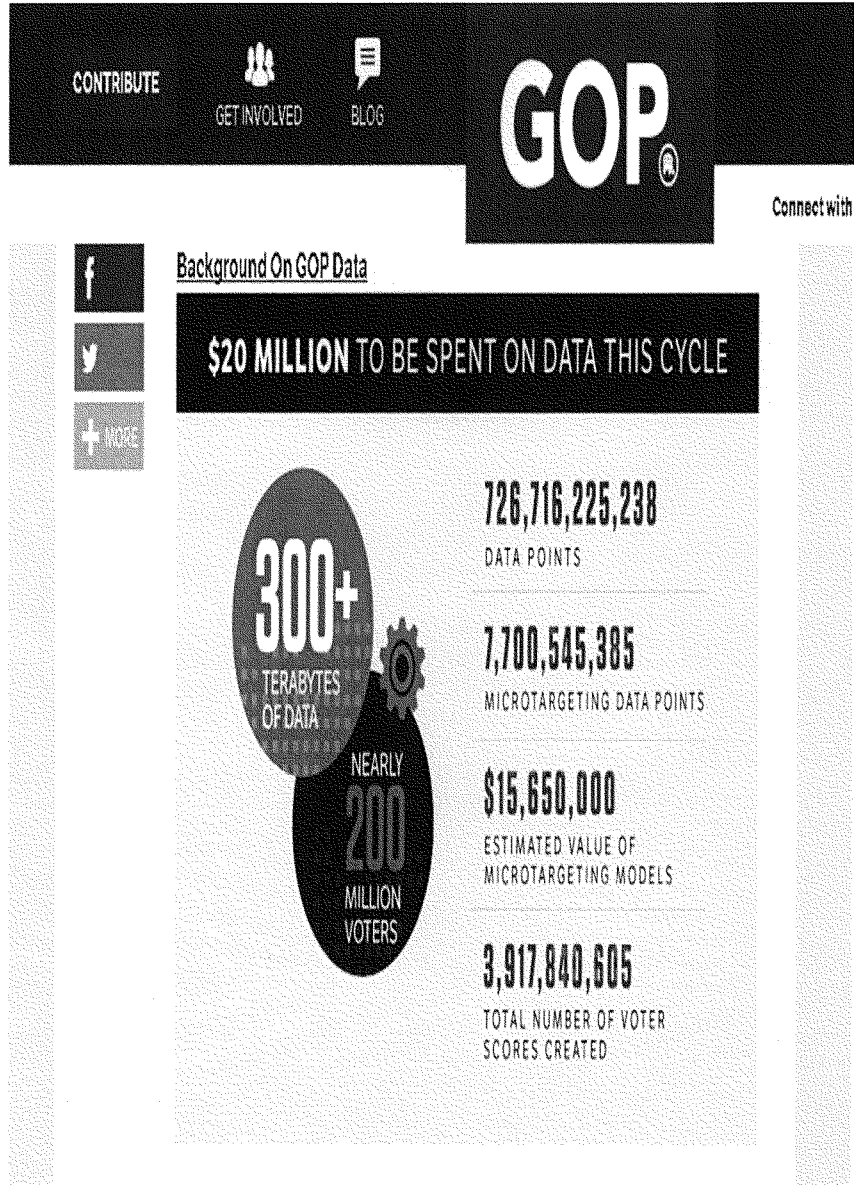 CONTRIBUTE
GET INVOLVED
BLOG
GOP
Connect with
f
Background On GOP Data
$20 MILLION TO BE SPENT ON DATA THIS CYCLE
+ MORE
300+
TERABYTES
OF DATA
NEARLY
200
MILLION
VOTERS
726,716,225,238
DATA POINTS
7,700,545,385
MICROTARGETING DATA POINTS
$15,650,000
ESTIMATED VALUE OF
MICROTARGETING MODELS
3,917,840,605
TOTAL NUMBER OF VOTER
SCORES CREATED